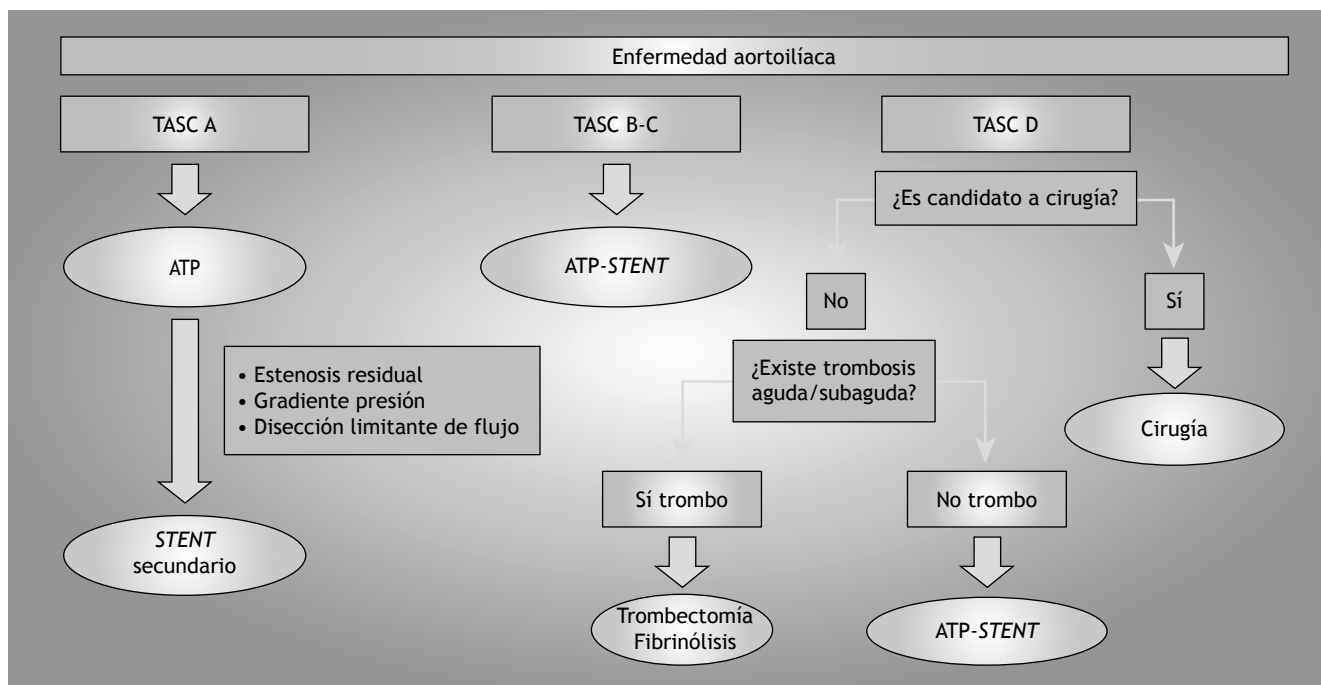 Enfermedad aortoilíaca
TASC A
TASC B-C
TASC D
¿Es candidato a cirugía?
ATP
ATP-STENT
No
Sí
• Estenosis residual
• Gradiente presión
• Disección limitante de flujo
¿Existe trombosis
aguda/subaguda?
Cirugía
Sí trombo
No trombo
STENT
secundario
Trombectomía
Fibrinólisis
ATP-STENT